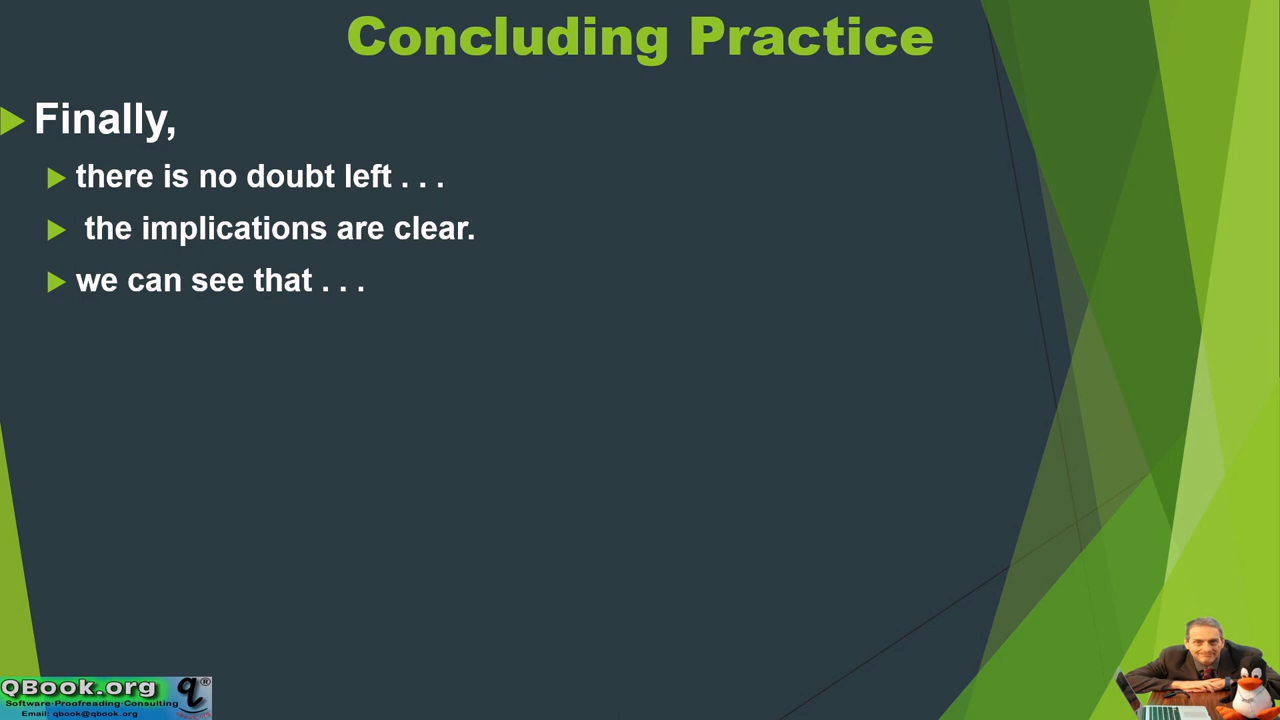 Concluding Practice
Finally,
there is no doubt left . . .
the implications are clear.
we can see that . . .
QBook.org q®
Software·Proofreading·Consulting
Email: qbook@qbook.org